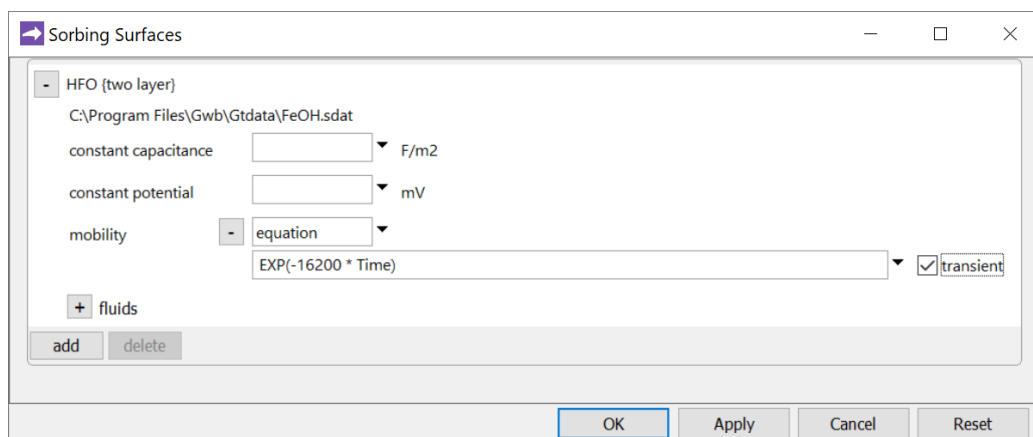 Sorbing Surfaces
- HFO {two layer}
C:\Program Files\Gwb\Gtdata\FeOH.sdat
constant capacitance F/m2
constant potential mV
mobility - equation
EXP(-16200 * Time) transient
+ fluids
add delete
OK Apply Cancel Reset